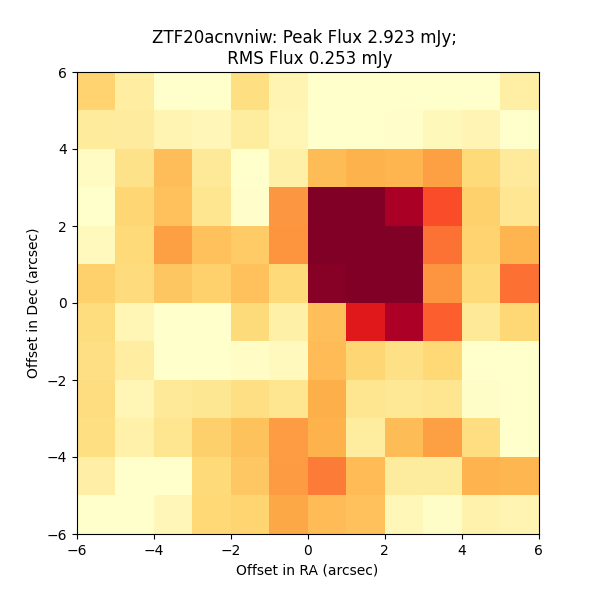 ZTF20acnvniw: Peak Flux 2.923 mJy;
RMS Flux 0.253 mJy
6
4
2
0
−2
−4
−6
Offset in Dec (arcsec)
−6 −4 −2 0 2 4 6
Offset in RA (arcsec)